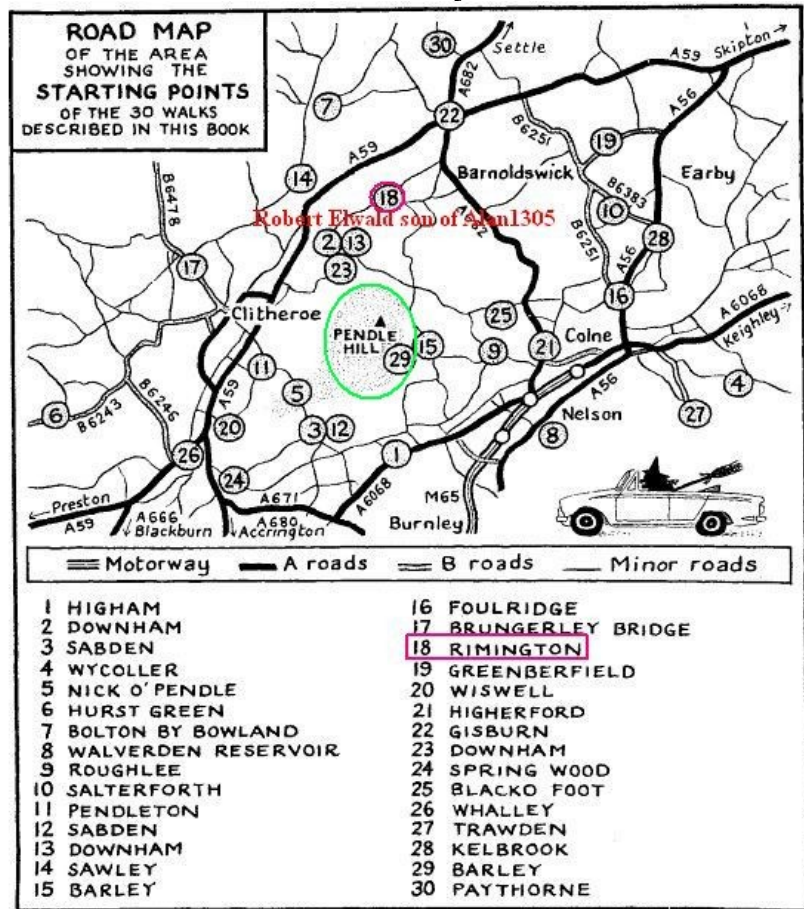 ROAD MAP
OF THE AREA
SHOWING THE
STARTING POINTS
OF THE 30 WALKS
DESCRIBED IN THIS BOOK
30
Settle
A682
A59
Skipton
7
22
A59
B6251
19
A56
14
Barnoldswick
Earby
B6478
18
A682
B6383
10
Robert Elwald son of Alan1305
2
13
B6251
28
17
23
A56
16
A6068
Clitheroe
25
Keighley
PENDLE
HILL
29
15
9
21
Colne
11
A59
5
A56
4
6
B6243
B6246
20
3
12
Nelson
27
26
1
8
24
Preston
A671
A6068
M65
A59
A666
Blackburn
A680
Accrington
Burnley
Motorway A roads B roads Minor roads
1 HIGHAM
2 DOWNHAM
3 SABDEN
4 WYCOLLER
5 NICK O' PENDLE
6 HURST GREEN
7 BOLTON BY BOWLAND
8 WALVERDEN RESERVOIR
9 ROUGHLEE
10 SALTERFORTH
11 PENDLETON
12 SABDEN
13 DOWNHAM
14 SAWLEY
15 BARLEY
16 FOULRIDGE
17 BRUNGERLEY BRIDGE
18 RIMINGTON
19 GREENBERFIELD
20 WISWELL
21 HIGHERFORD
22 GISBURN
23 DOWNHAM
24 SPRING WOOD
25 BLACKO FOOT
26 WHALLEY
27 TRAWDEN
28 KELBROOK
29 BARLEY
30 PAYTHORNE